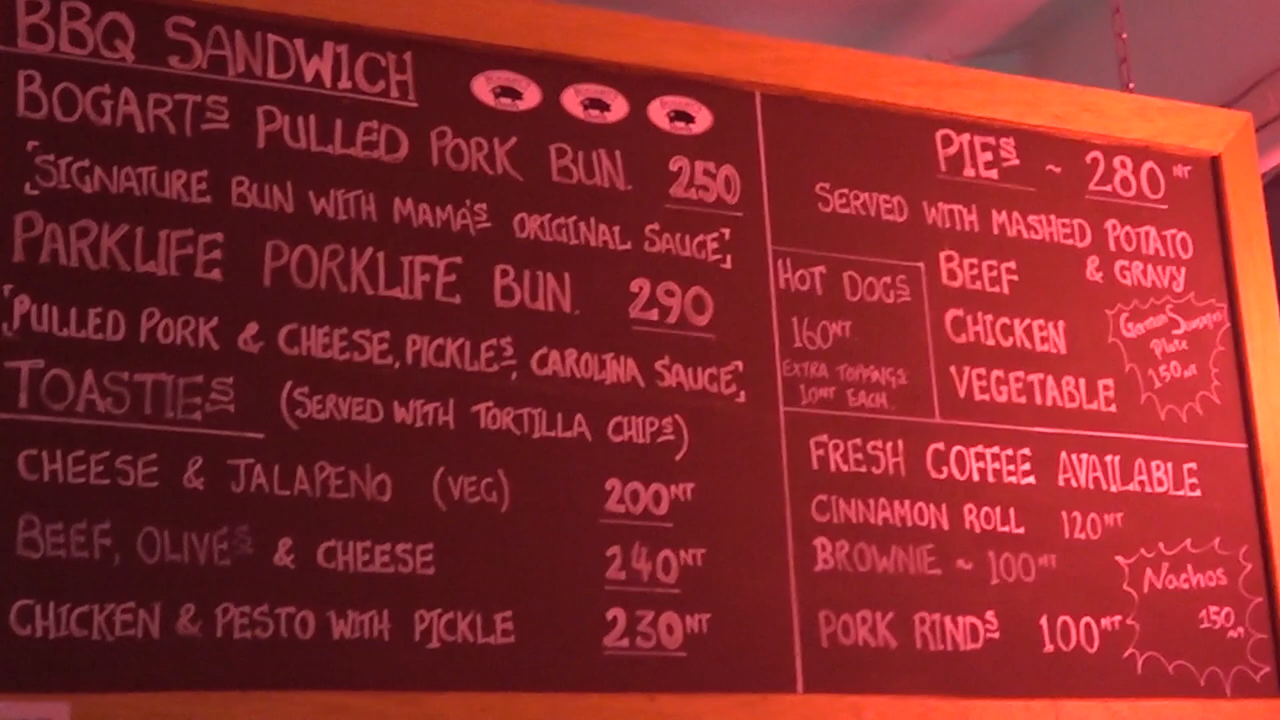 BBQ SANDWICH
BOGARTS PULLED PORK BUN. 250
「SIGNATURE BUN WITH MAMA'S ORIGINAL SAUCE」
PARKLIFE PORKLIFE BUN. 290
「PULLED PORK & CHEESE, PICKLES, CAROLINA SAUCE」
TOASTIES (SERVED WITH TORTILLA CHIPS)
CHEESE & JALAPENO (VEG) 200NT
BEEF, OLIVES & CHEESE 240NT
CHICKEN & PESTO WITH PICKLE 230NT
PIES ~ 280NT
SERVED WITH MASHED POTATO
& GRAVY
BEEF
CHICKEN
VEGETABLE
HOT DOGS
160NT
EXTRA TOPPINGS
10NT EACH
German Sausages
Plate
150NT
FRESH COFFEE AVAILABLE
CINNAMON ROLL 120NT
BROWNIE ~ 100NT
PORK RINDS 100NT
Nachos
150NT